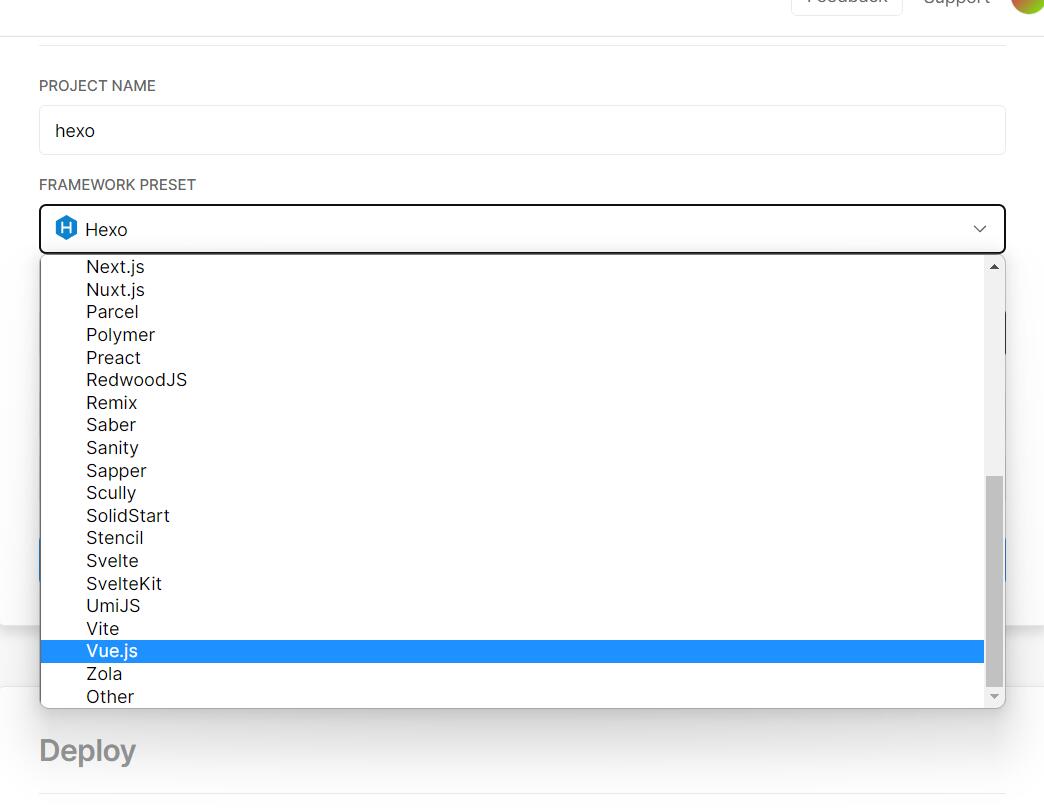 Feedback
Support
PROJECT NAME
hexo
FRAMEWORK PRESET
H Hexo
Next.js
Nuxt.js
Parcel
Polymer
Preact
RedwoodJS
Remix
Saber
Sanity
Sapper
Scully
SolidStart
Stencil
Svelte
SvelteKit
UmiJS
Vite
Vue.js
Zola
Other
Deploy